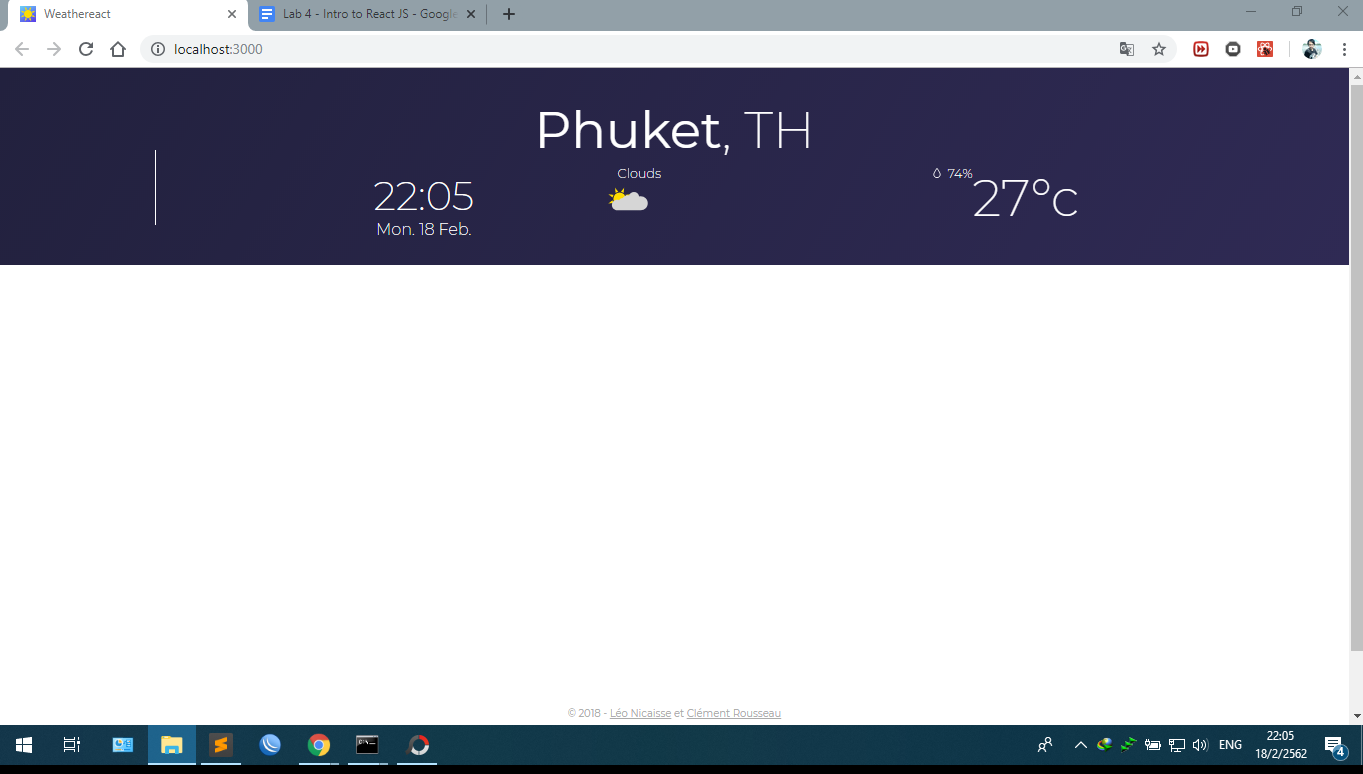 Weathereact
Lab 4 - Intro to React JS - Google
localhost:3000
Phuket, TH
Clouds
74%
22:05
27°c
Mon. 18 Feb.
© 2018 - Léo Nicaisse et Clément Rousseau
ENG
22:05
18/2/2562
4